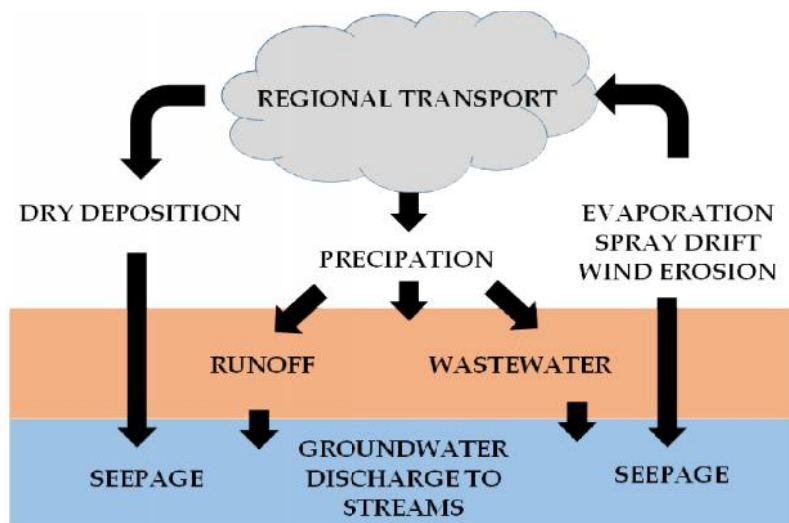 REGIONAL TRANSPORT
DRY DEPOSITION
PRECIPATION
EVAPORATION
SPRAY DRIFT
WIND EROSION
RUNOFF
WASTEWATER
SEEPAGE
GROUNDWATER
DISCHARGE TO
STREAMS
SEEPAGE